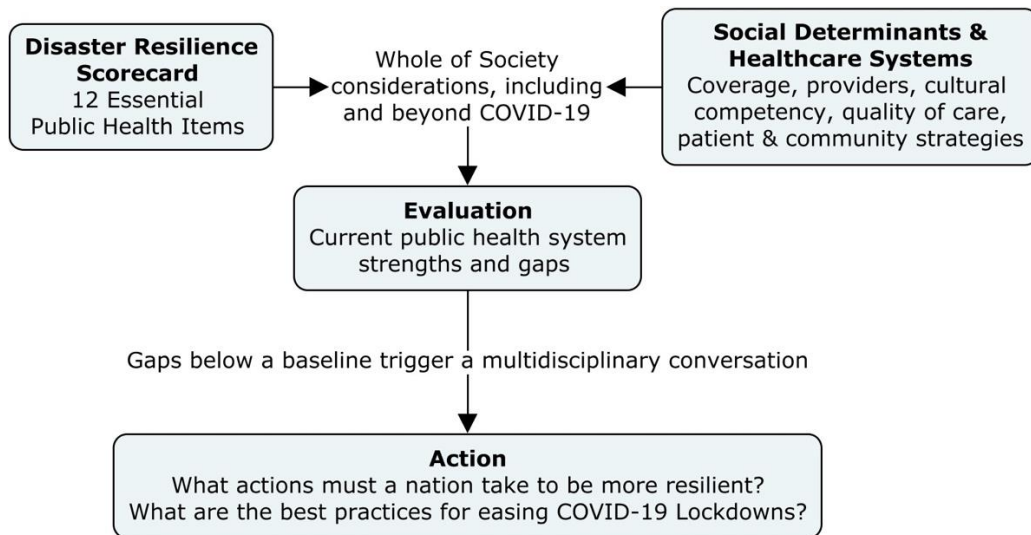 Disaster Resilience
Scorecard
12 Essential
Public Health Items
Whole of Society
considerations, including
and beyond COVID-19
Social Determinants &
Healthcare Systems
Coverage, providers, cultural
competency, quality of care,
patient & community strategies
Evaluation
Current public health system
strengths and gaps
Gaps below a baseline trigger a multidisciplinary conversation
Action
What actions must a nation take to be more resilient?
What are the best practices for easing COVID-19 Lockdowns?